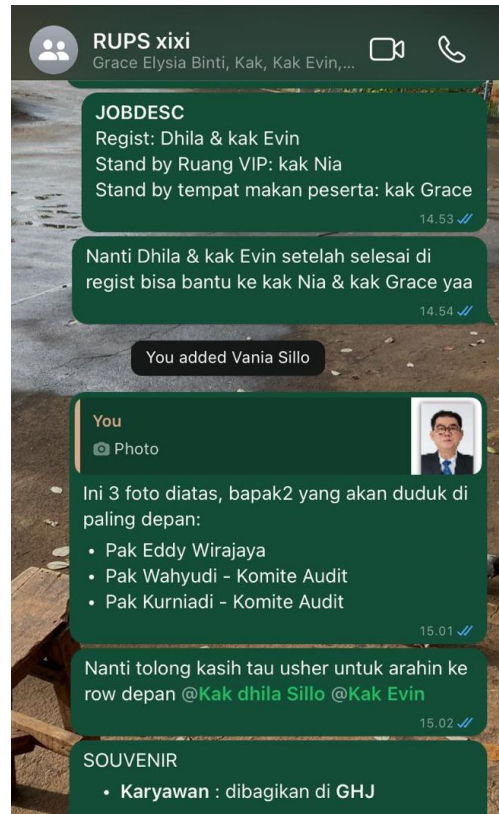 RUPS xixi
Grace Elysia Binti, Kak, Kak Evin,...
JOBDESC
Regist: Dhila & kak Evin
Stand by Ruang VIP: kak Nia
Stand by tempat makan peserta: kak Grace
14.53
Nanti Dhila & kak Evin setelah selesai di
regist bisa bantu ke kak Nia & kak Grace yaa
14.54
You added Vania Sillo
You
Photo
Ini 3 foto diatas, bapak2 yang akan duduk di
paling depan:
• Pak Eddy Wirajaya
• Pak Wahyudi - Komite Audit
• Pak Kurniadi - Komite Audit
15.01
Nanti tolong kasih tau usher untuk arahin ke
row depan @Kak dhila Sillo @Kak Evin
15.02
SOUVENIR
• Karyawan : dibagikan di GHJ